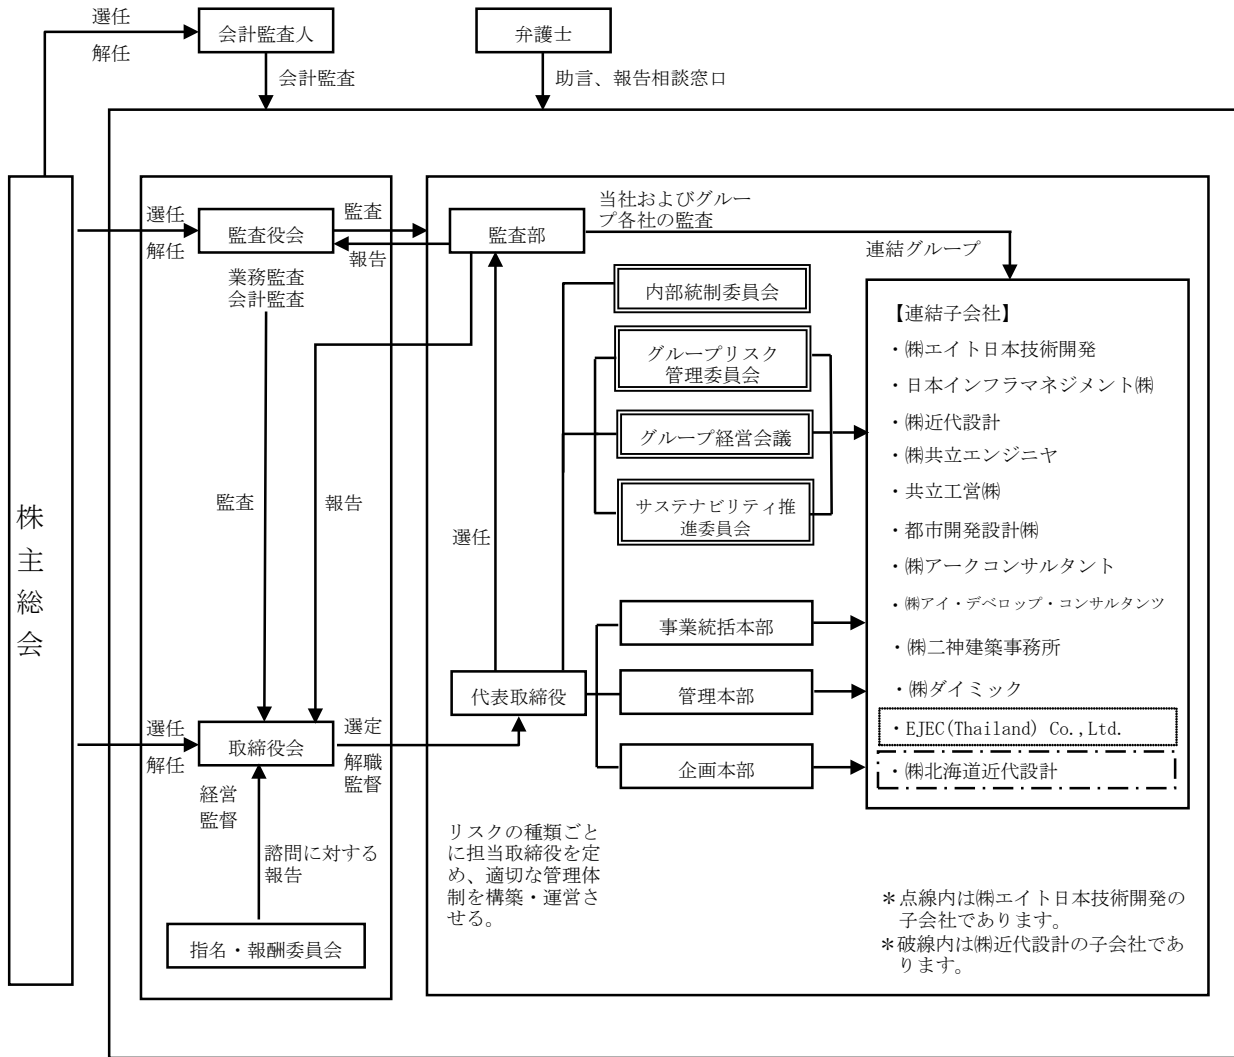 選任
解任
会計監査人
会計監査
弁護士
助言、報告相談窓口
株主総会
選任
解任
監査役会
監査
報告
業務監査
会計監査
監査
報告
選任
解任
取締役会
選定
解職
監督
経営
監督
諮問に対する
報告
指名・報酬委員会
監査部
当社およびグルー
プ各社の監査
連結グループ
内部統制委員会
グループリスク
管理委員会
グループ経営会議
サステナビリティ推
進委員会
選任
代表取締役
事業統括本部
管理本部
企画本部
リスクの種類ごと
に担当取締役を定
め、適切な管理体
制を構築・運営さ
せる。
【連結子会社】
・㈱エイト日本技術開発
・日本インフラマネジメント㈱
・㈱近代設計
・㈱共立エンジニヤ
・共立工営㈱
・都市開発設計㈱
・㈱アークコンサルタント
・㈱アイ・デベロップ・コンサルタンツ
・㈱二神建築事務所
・㈱ダイミック
・EJEC(Thailand) Co.,Ltd.
・㈱北海道近代設計
＊点線内は㈱エイト日本技術開発の
子会社であります。
＊破線内は㈱近代設計の子会社であ
ります。